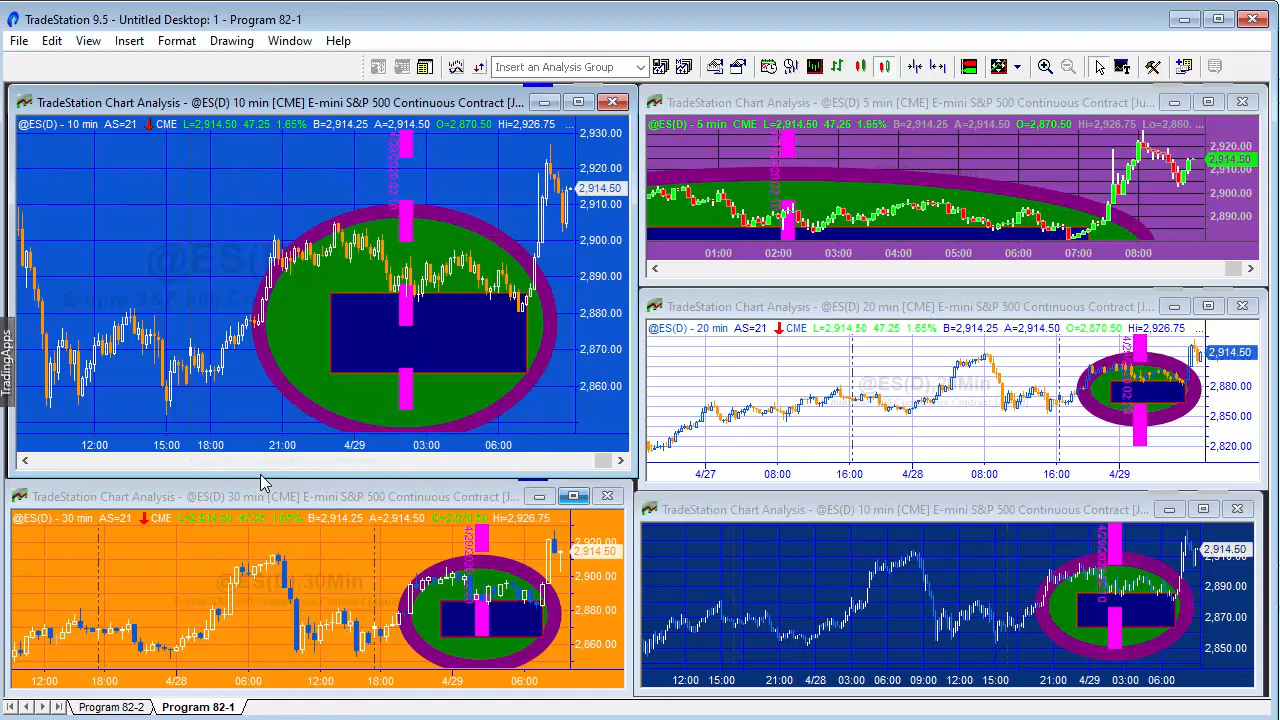 TradeStation 9.5 - Untitled Desktop: 1 - Program 82-1
File Edit View Insert Format Drawing Window Help
Insert an Analysis Group
TradeStation Chart Analysis - @ES(D) 10 min [CME] E-mini S&P 500 Continuous Contract [J...
@ES(D) - 10 min AS=21 CME L=2,914.50 47.25 1.65% B=2,914.25 A=2,914.50 O=2,870.50 Hi=2,926.75 ...
2,930.00
2,920.00
2,914.50
2,910.00
2,900.00
2,890.00
2,880.00
2,870.00
2,860.00
12:00 15:00 18:00 21:00 4/29 03:00 06:00
TradingApps
TradeStation Chart Analysis - @ES(D) 5 min [CME] E-mini S&P 500 Continuous Contract [Ju...
@ES(D) - 5 min CME L=2,914.50 47.25 1.65% B=2,914.25 A=2,914.50 O=2,870.50 Hi=2,926.75 Lo=2,860. ...
2,920.00
2,914.50
2,910.00
2,900.00
2,890.00
01:00 02:00 03:00 04:00 05:00 06:00 07:00 08:00
TradeStation Chart Analysis - @ES(D) 20 min [CME] E-mini S&P 500 Continuous Contract [J...
@ES(D) - 20 min AS=21 CME L=2,914.50 47.25 1.65% B=2,914.25 A=2,914.50 O=2,870.50 Hi=2,926.75 ...
@ES(D),20Min
2,914.50
2,880.00
2,850.00
2,820.00
4/27 08:00 16:00 4/28 08:00 16:00 4/29
TradeStation Chart Analysis - @ES(D) 30 min [CME] E-mini S&P 500 Continuous Contract [J...
@ES(D) - 30 min AS=21 CME L=2,914.50 47.25 1.65% B=2,914.25 A=2,914.50 O=2,870.50 Hi=2,926.75 ...
@ES(D),30Min
2,920.00
2,914.50
2,900.00
2,880.00
2,860.00
12:00 18:00 4/28 06:00 12:00 18:00 4/29 06:00
TradeStation Chart Analysis - @ES(D) 10 min [CME] E-mini S&P 500 Continuous Contract [J...
2,914.50
2,890.00
2,870.00
2,850.00
12:00 15:00 21:00 4/28 03:00 06:00 09:00 12:00 15:00 21:00 4/29 03:00 06:00
Program 82-2 Program 82-1